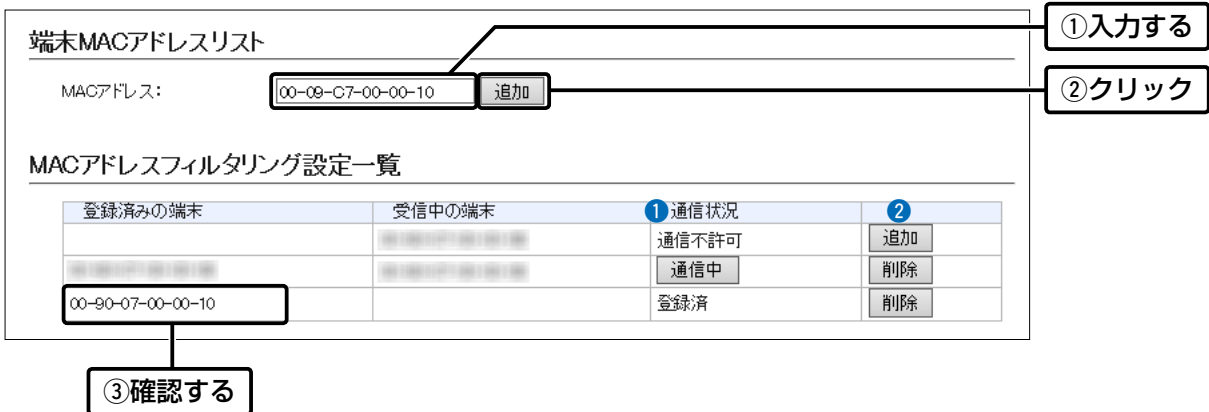 端末MACアドレスリスト
①入力する
MACアドレス: 00-09-C7-00-00-10 追加
②クリック
MACアドレスフィルタリング設定一覧
登録済みの端末 受信中の端末 ❶通信状況 ❷
通信不許可 追加
通信中 削除
00-90-07-00-00-10 登録済 削除
③確認する